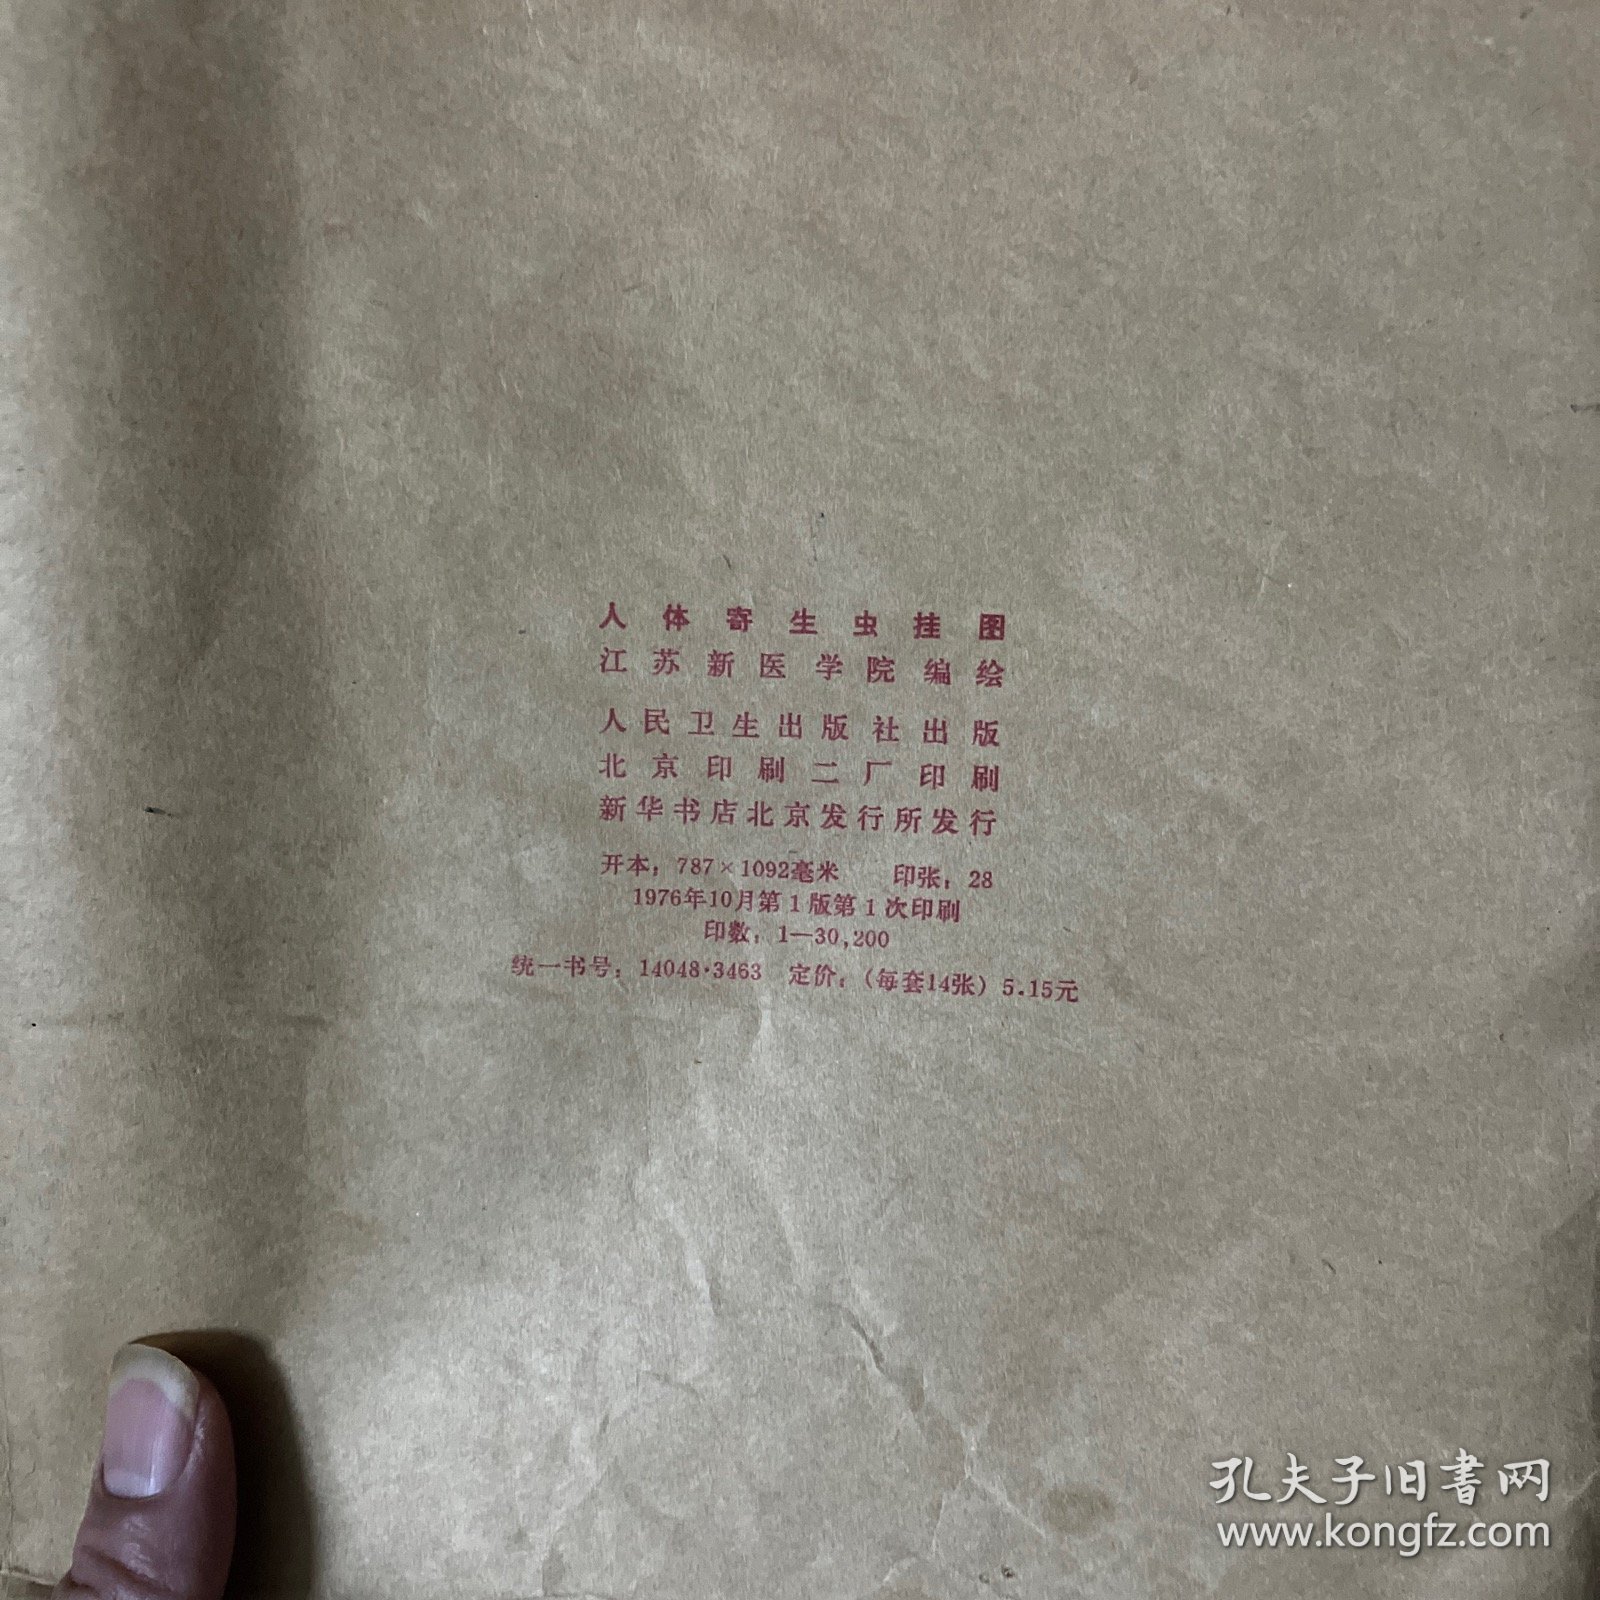 人体寄生虫挂图
江苏新医学院编绘
人民卫生出版社出版
北京印刷二厂印刷
新华书店北京发行所发行
开本：787×1092毫米 印张：28
1976年10月第1版第1次印刷
印数：1—30,200
统一书号：14048·3463 定价：（每套14张）5.15元
孔夫子旧書网
www.kongfz.com